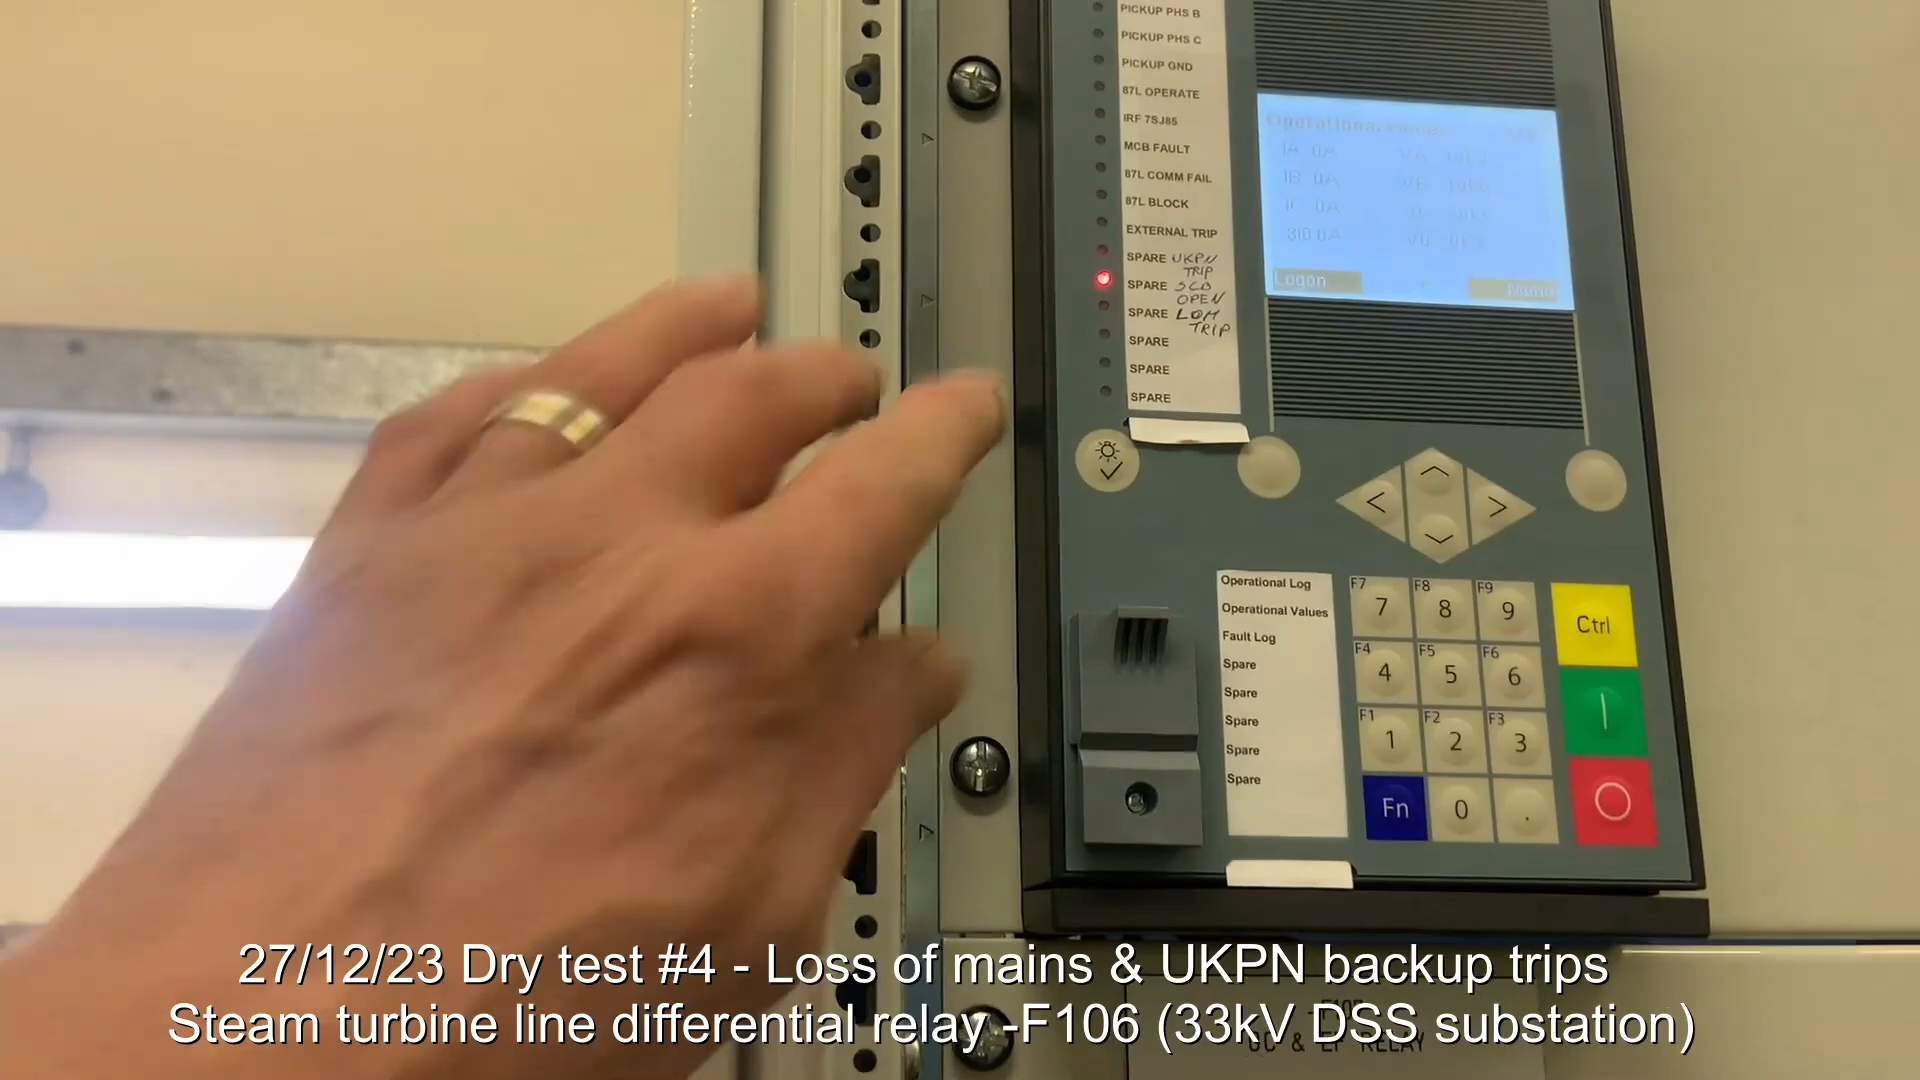 PICKUP PHS B
PICKUP PHS C
PICKUP GND
87L OPERATE
IRF 7SJ85
MCB FAULT
87L COMM FAIL
87L BLOCK
EXTERNAL TRIP
SPARE UKPN TRIP
SPARE SCB OPEN
SPARE LOM TRIP
SPARE
SPARE
SPARE
Operational
IA 0A
IB 0A
IC 0A
3I0 0A
Logon
Menu
Operational Log
Operational Values
Fault Log
Spare
Spare
Spare
Spare
Spare
F7 7 F8 8 F9 9 Ctrl
F4 4 F5 5 F6 6
F1 1 F2 2 F3 3
Fn 0 .
27/12/23 Dry test #4 - Loss of mains & UKPN backup trips
Steam turbine line differential relay -F106 (33kV DSS substation)
OC & EF RELAY